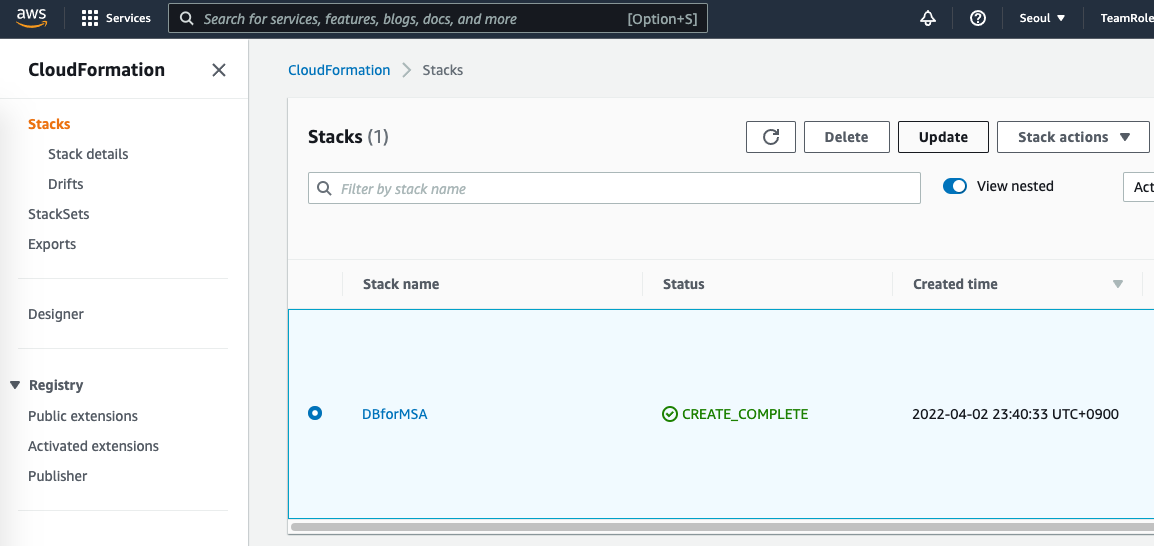 aws
Services
Search for services, features, blogs, docs, and more [Option+S]
Seoul ▼
TeamRole
CloudFormation
Stacks
Stack details
Drifts
StackSets
Exports
Designer
Registry
Public extensions
Activated extensions
Publisher
CloudFormation > Stacks
Stacks (1)
Delete
Update
Stack actions ▼
Filter by stack name
View nested
Act
Stack name Status Created time
DBforMSA CREATE_COMPLETE 2022-04-02 23:40:33 UTC+0900